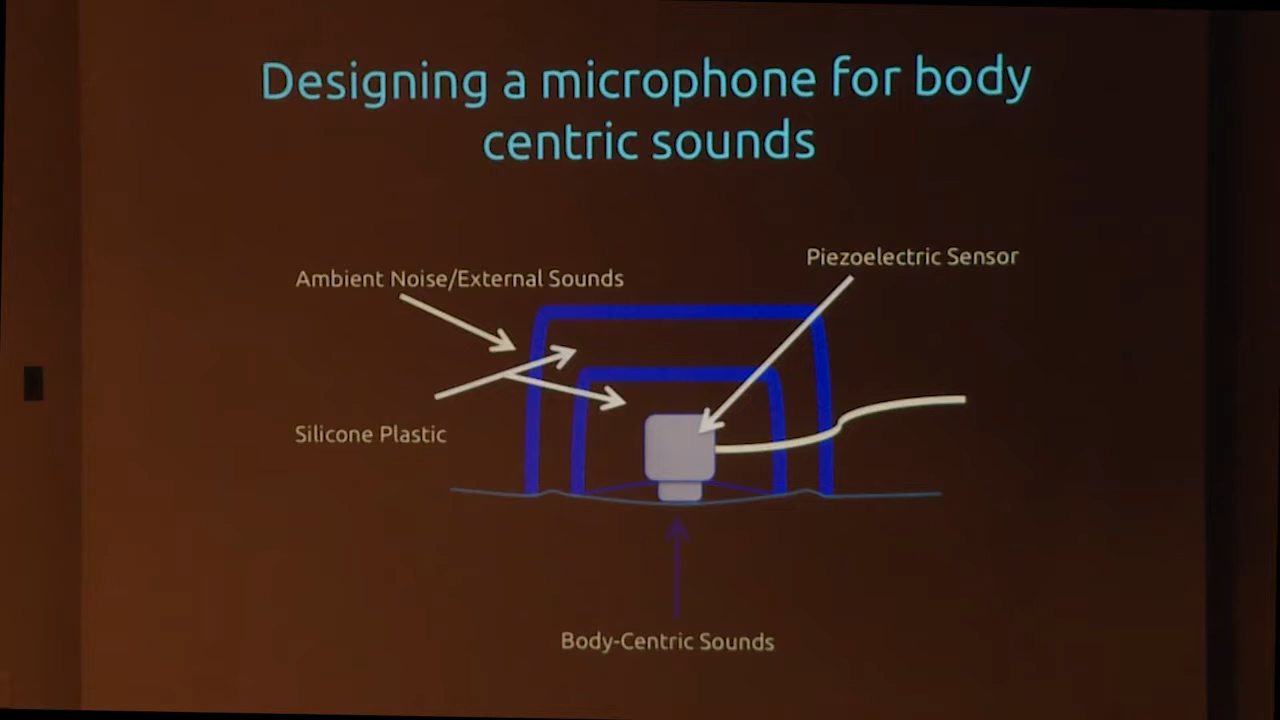 Designing a microphone for body
centric sounds
Piezoelectric Sensor
Ambient Noise/External Sounds
Silicone Plastic
Body-Centric Sounds